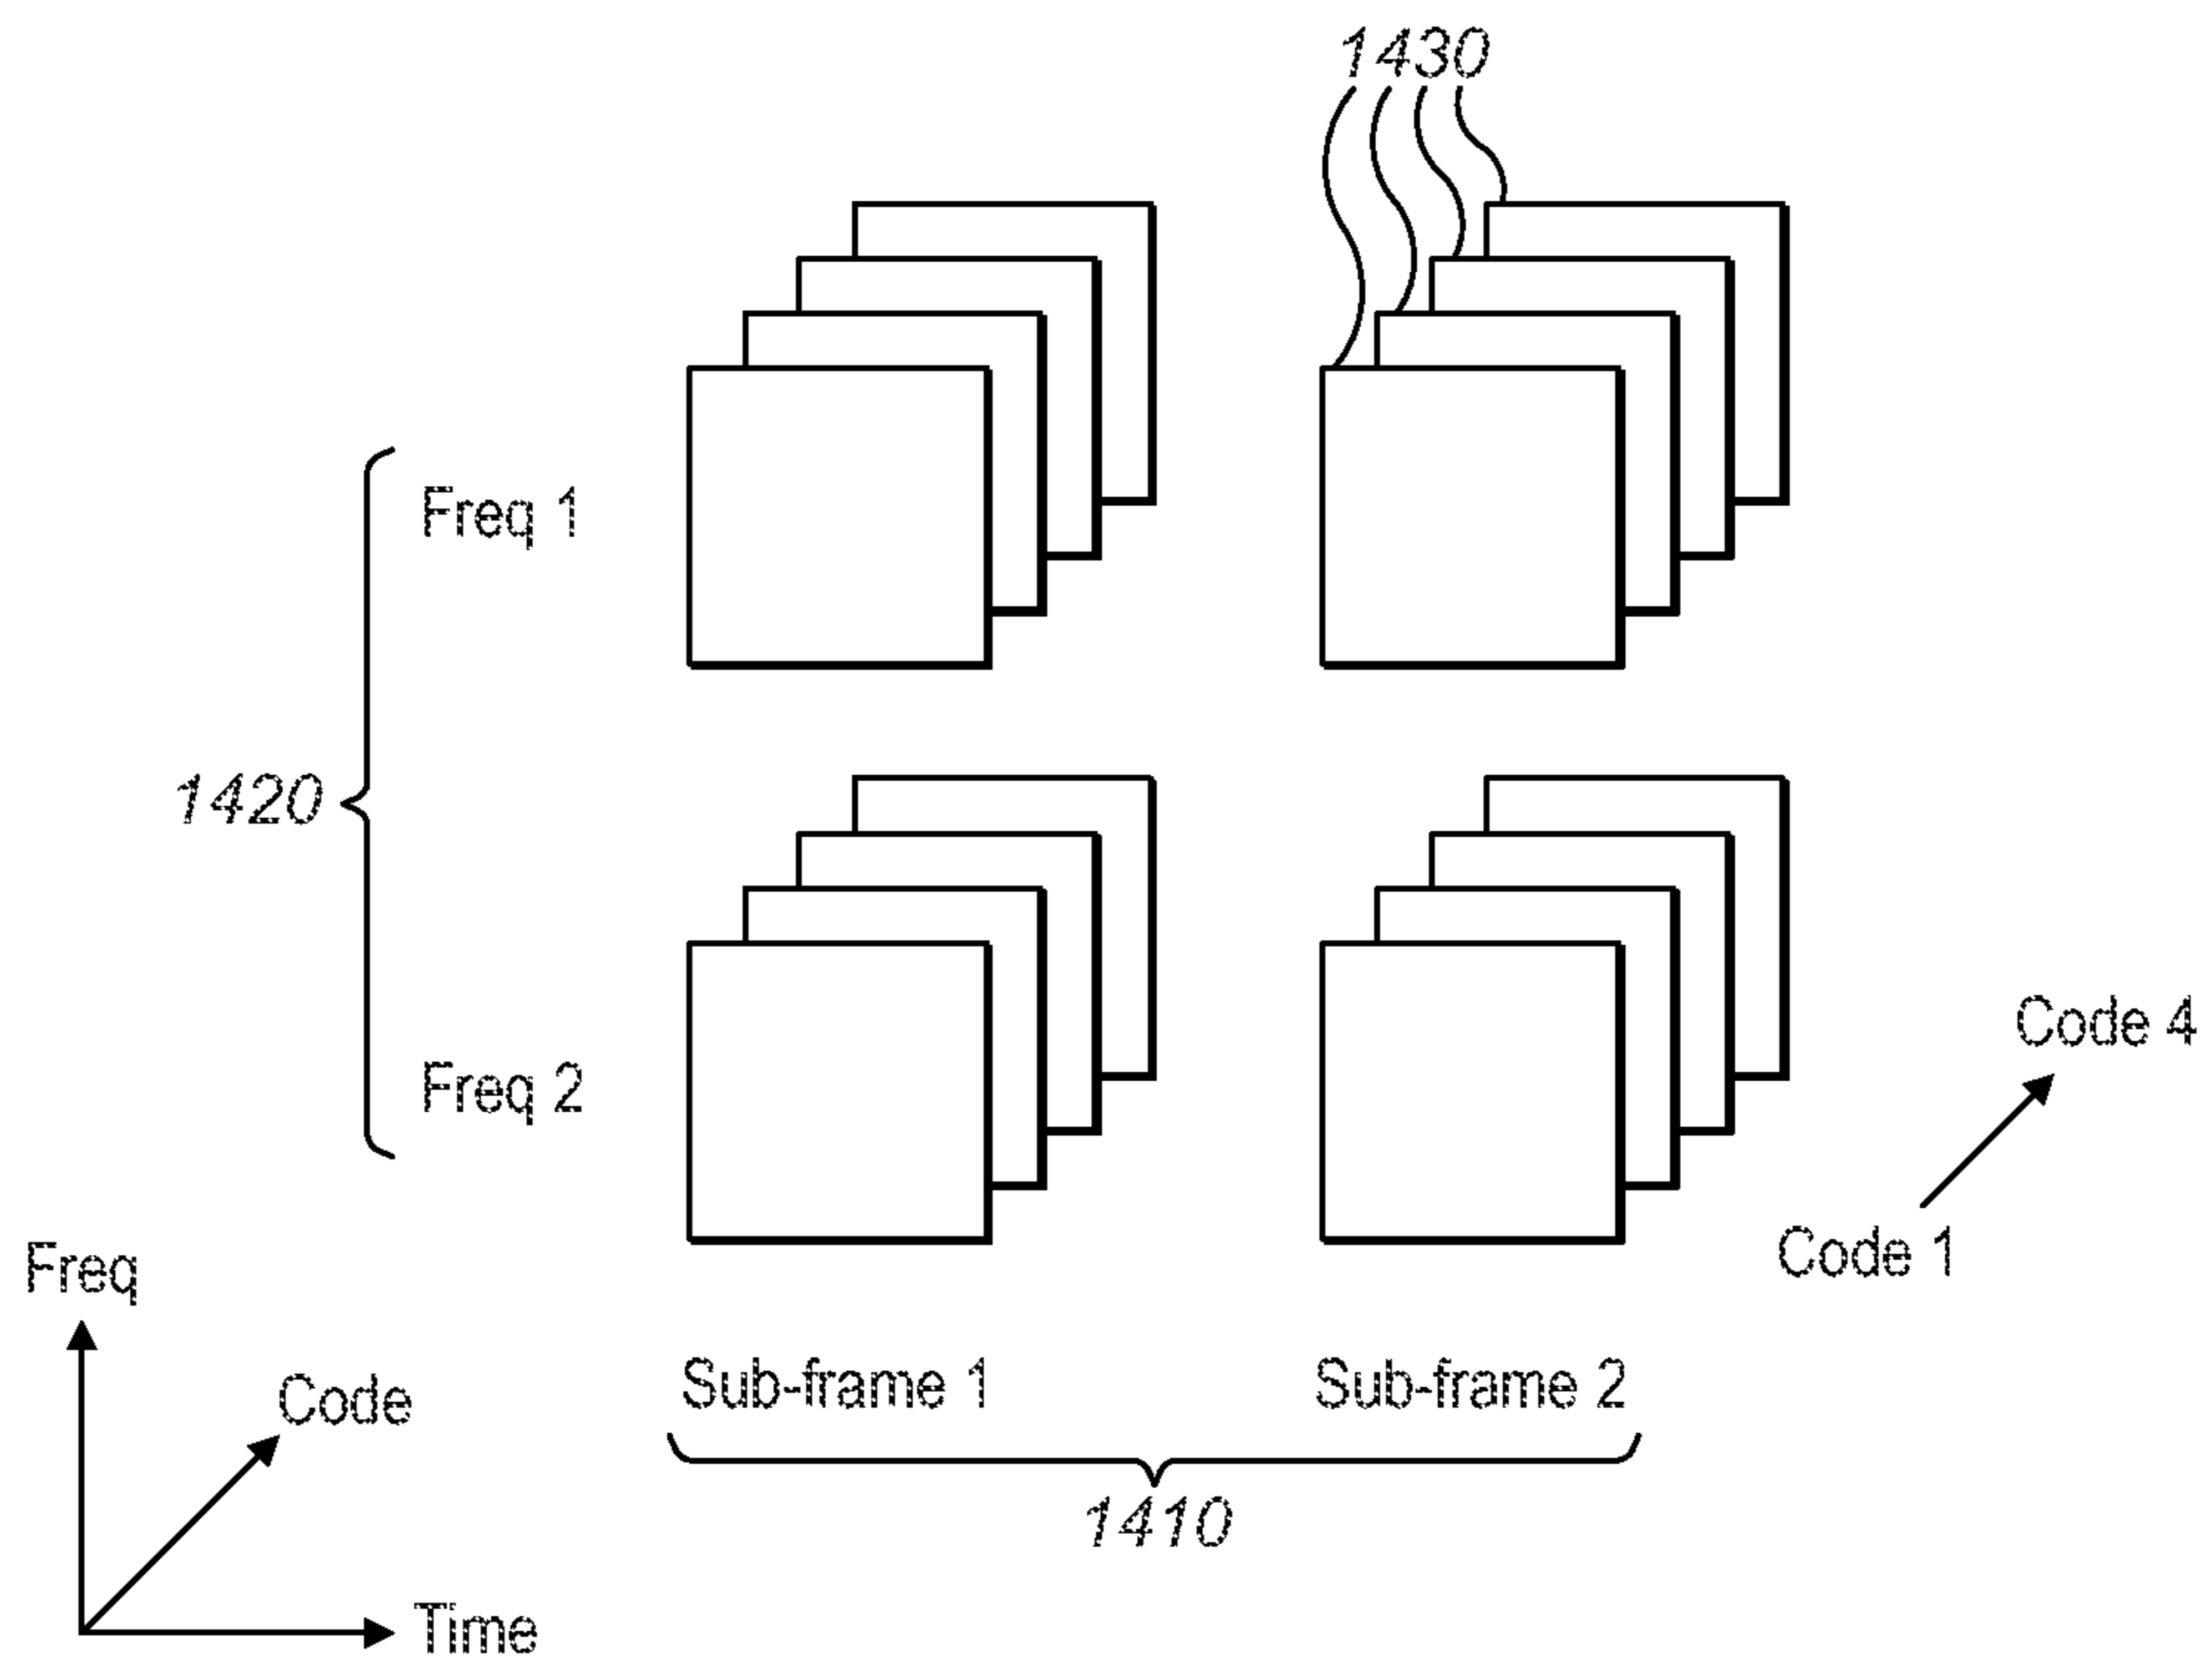 1430
Freq 1
1420
Freq 2
Code 4
Code 1
Freq
Code
Sub-frame 1
Sub-frame 2
1410
Time